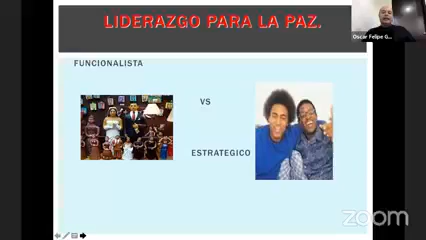 LIDERAZGO PARA LA PAZ.
Oscar Felipe G...
FUNCIONALISTA
VS
ESTRATEGICO
zoom